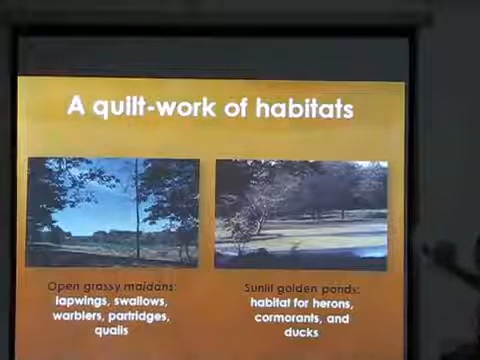 A quilt-work of habitats
Open grassy maidans:
lapwings, swallows,
warblers, partridges,
quails
Sunlit golden ponds:
habitat for herons,
cormorants, and
ducks